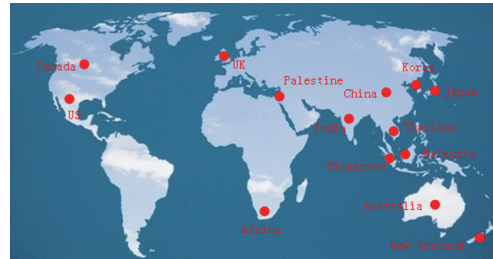 UK
Canada
Korea
Palestine
China
Japan
US
India
Thailand
Malaysia
Singapore
Australia
Africa
New Zealand